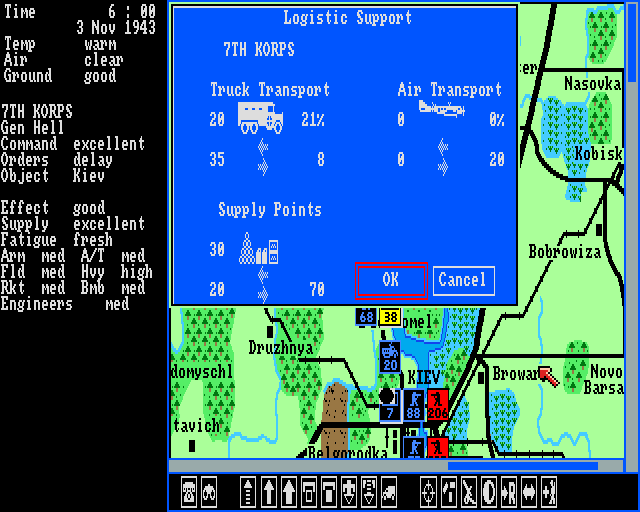 Time 6 : 00
3 Nov 1943
Temp warm
Air clear
Ground good
7TH KORPS
Gen Hell
Command excellent
Orders delay
Object Kiev
Effect good
Supply excellent
Fatigue fresh
Arm med A/T med
Fld med Hvy high
Rkt med Bmb med
Engineers med
Logistic Support
7TH KORPS
Truck Transport Air Transport
20 21% 0 0%
35 8 0 20
Supply Points
30
20 70
OK Cancel
er
Nasovka
Kobisk
Bobrowiza
68 38 omel
Druzhnya
20
domyschl
KIEV
Browar
Novo
Barsa
7 88 206
tavich
Belgorodka